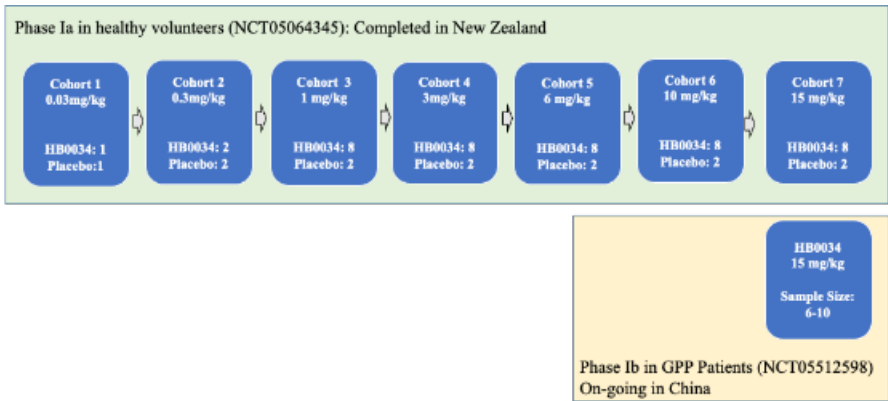 Phase Ia in healthy volunteers (NCT05064345): Completed in New Zealand
Cohort 1
0.03mg/kg
HB0034: 1
Placebo:1
Cohort 2
0.3mg/kg
HB0034: 2
Placebo: 2
Cohort 3
1 mg/kg
HB0034: 8
Placebo: 2
Cohort 4
3mg/kg
HB0034: 8
Placebo: 2
Cohort 5
6 mg/kg
HB0034: 8
Placebo: 2
Cohort 6
10 mg/kg
HB0034: 8
Placebo: 2
Cohort 7
15 mg/kg
HB0034: 8
Placebo: 2
HB0034
15 mg/kg
Sample Size:
6-10
Phase Ib in GPP Patients (NCT05512598)
On-going in China